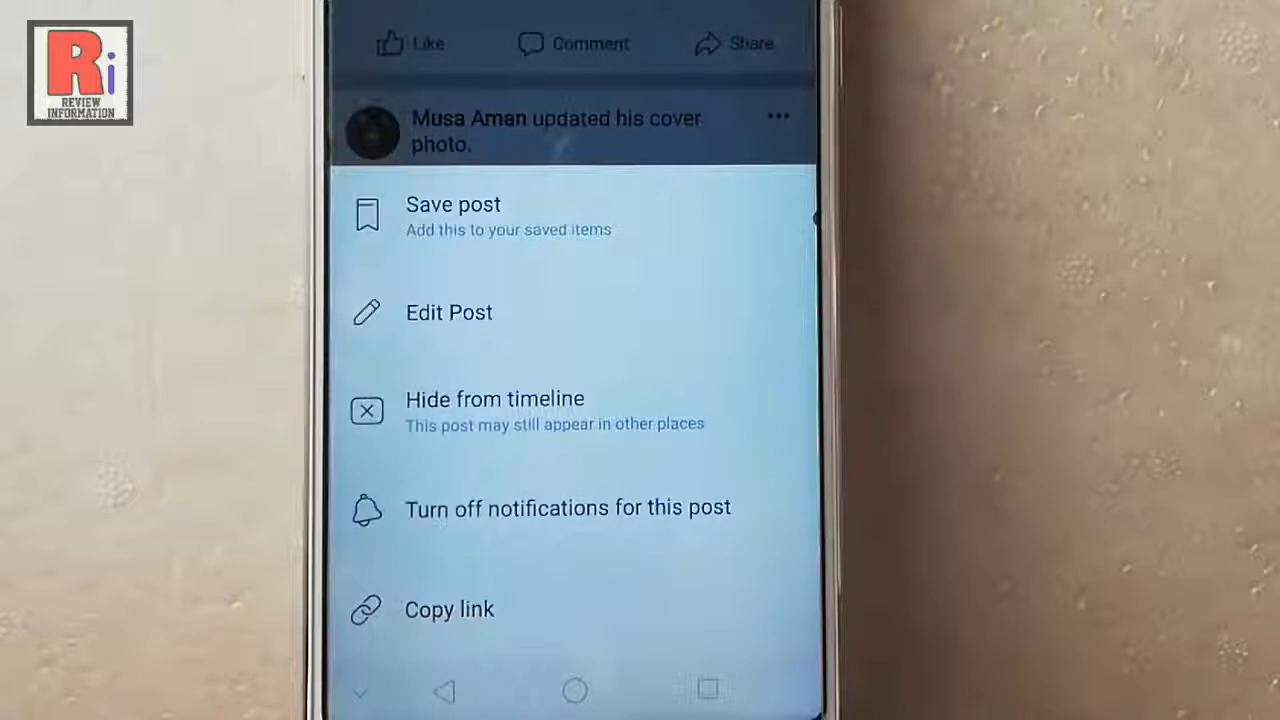 Ri
REVIEW
INFORMATION
Like Comment Share
Musa Aman updated his cover
photo.
Save post
Add this to your saved items
Edit Post
Hide from timeline
This post may still appear in other places
Turn off notifications for this post
Copy link